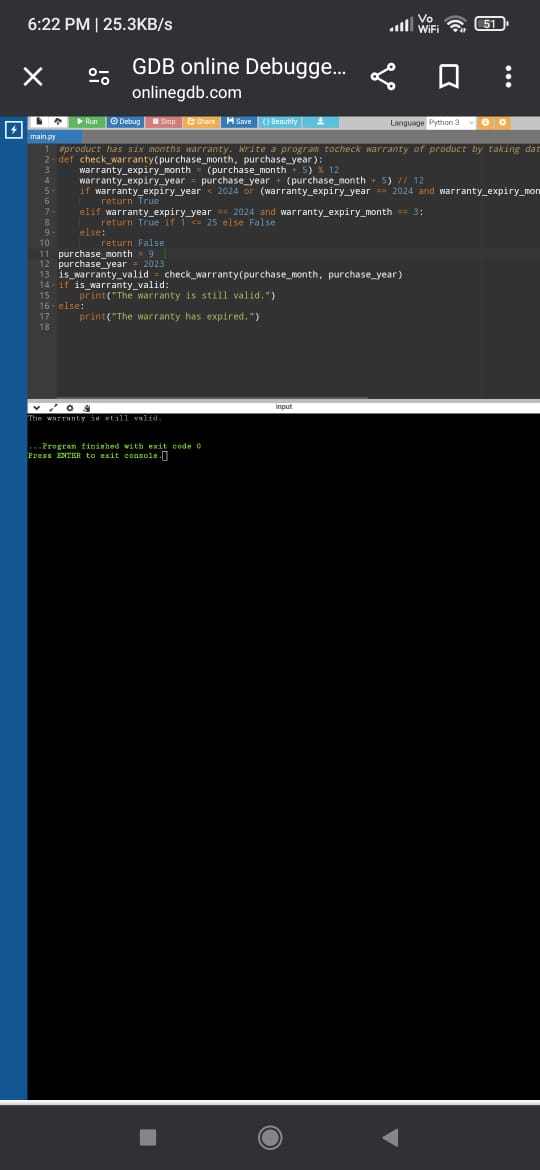 6:22 PM | 25.3KB/s
Vo WiFi
51
GDB online Debugge...
onlinegdb.com
Run Debug Stop Share Save { } Beautify
Language Python 3
main.py
1 #product has six months warranty. Write a program tocheck warranty of product by taking dat
2 def check_warranty(purchase_month, purchase_year):
3 warranty_expiry_month = (purchase_month + 5) % 12
4 warranty_expiry_year = purchase_year + (purchase_month + 5) // 12
5 if warranty_expiry_year < 2024 or (warranty_expiry_year == 2024 and warranty_expiry_mon
6 return True
7 elif warranty_expiry_year == 2024 and warranty_expiry_month == 3:
8 return True if 1 <= 25 else False
9 else:
10 return False
11 purchase_month = 9
12 purchase_year = 2023
13 is_warranty_valid = check_warranty(purchase_month, purchase_year)
14 if is_warranty_valid:
15 print("The warranty is still valid.")
16 else:
17 print("The warranty has expired.")
18
input
The warranty is still valid.
...Program finished with exit code 0
Press ENTER to exit console.